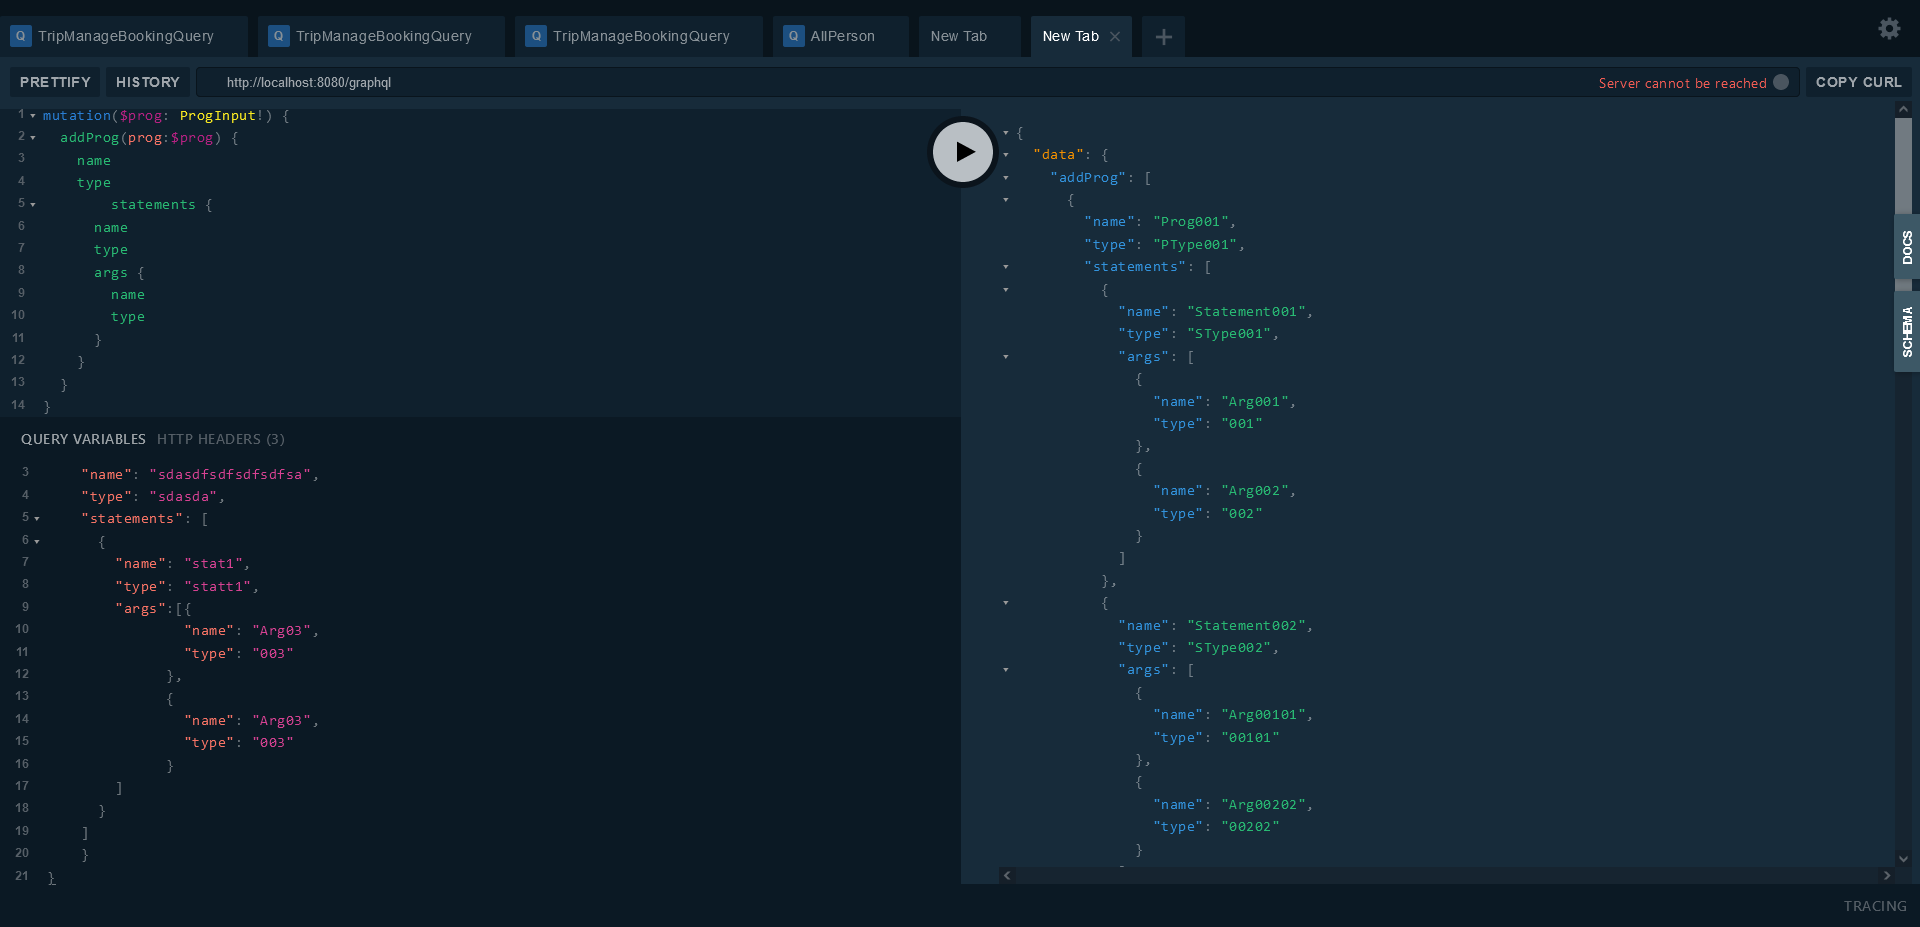 Q TripManageBookingQuery
Q TripManageBookingQuery
Q TripManageBookingQuery
Q AllPerson
New Tab
New Tab
PRETTIFY
HISTORY
http://localhost:8080/graphql
Server cannot be reached
COPY CURL
1 mutation($prog: ProgInput!) {
2 addProg(prog:$prog) {
3 name
4 type
5 statements {
6 name
7 type
8 args {
9 name
10 type
11 }
12 }
13 }
14 }
QUERY VARIABLES HTTP HEADERS (3)
3 "name": "sdasdfsdfsdfsdfsa",
4 "type": "sdasda",
5 "statements": [
6 {
7 "name": "stat1",
8 "type": "statt1",
9 "args":[{
10 "name": "Arg03",
11 "type": "003"
12 },
13 {
14 "name": "Arg03",
15 "type": "003"
16 }
17 ]
18 }
19 ]
20 }
21 }
{
"data": {
"addProg": [
{
"name": "Prog001",
"type": "PType001",
"statements": [
{
"name": "Statement001",
"type": "SType001",
"args": [
{
"name": "Arg001",
"type": "001"
},
{
"name": "Arg002",
"type": "002"
}
]
},
{
"name": "Statement002",
"type": "SType002",
"args": [
{
"name": "Arg00101",
"type": "00101"
},
{
"name": "Arg00202",
"type": "00202"
}
DOCS
SCHEMA
TRACING